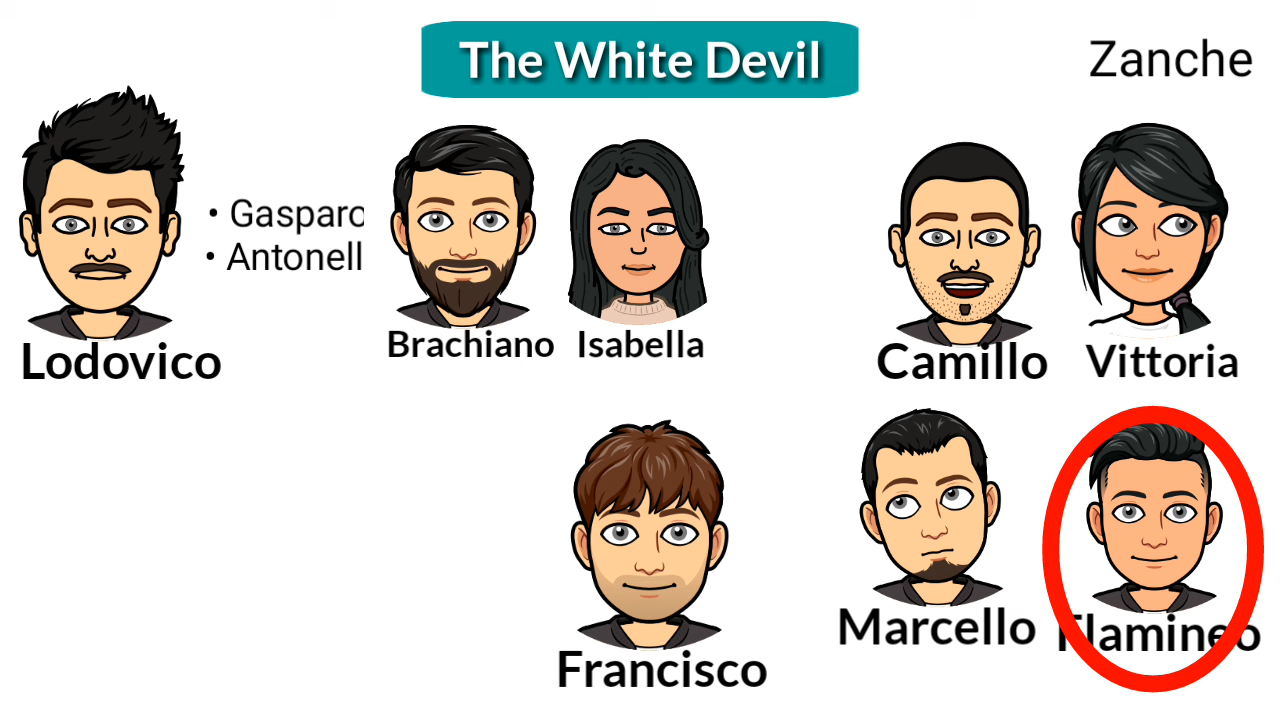 The White Devil
Zanche
• Gasparo
• Antonell
Brachiano
Isabella
Lodovico
Camillo
Vittoria
Marcello
Flamineo
Francisco